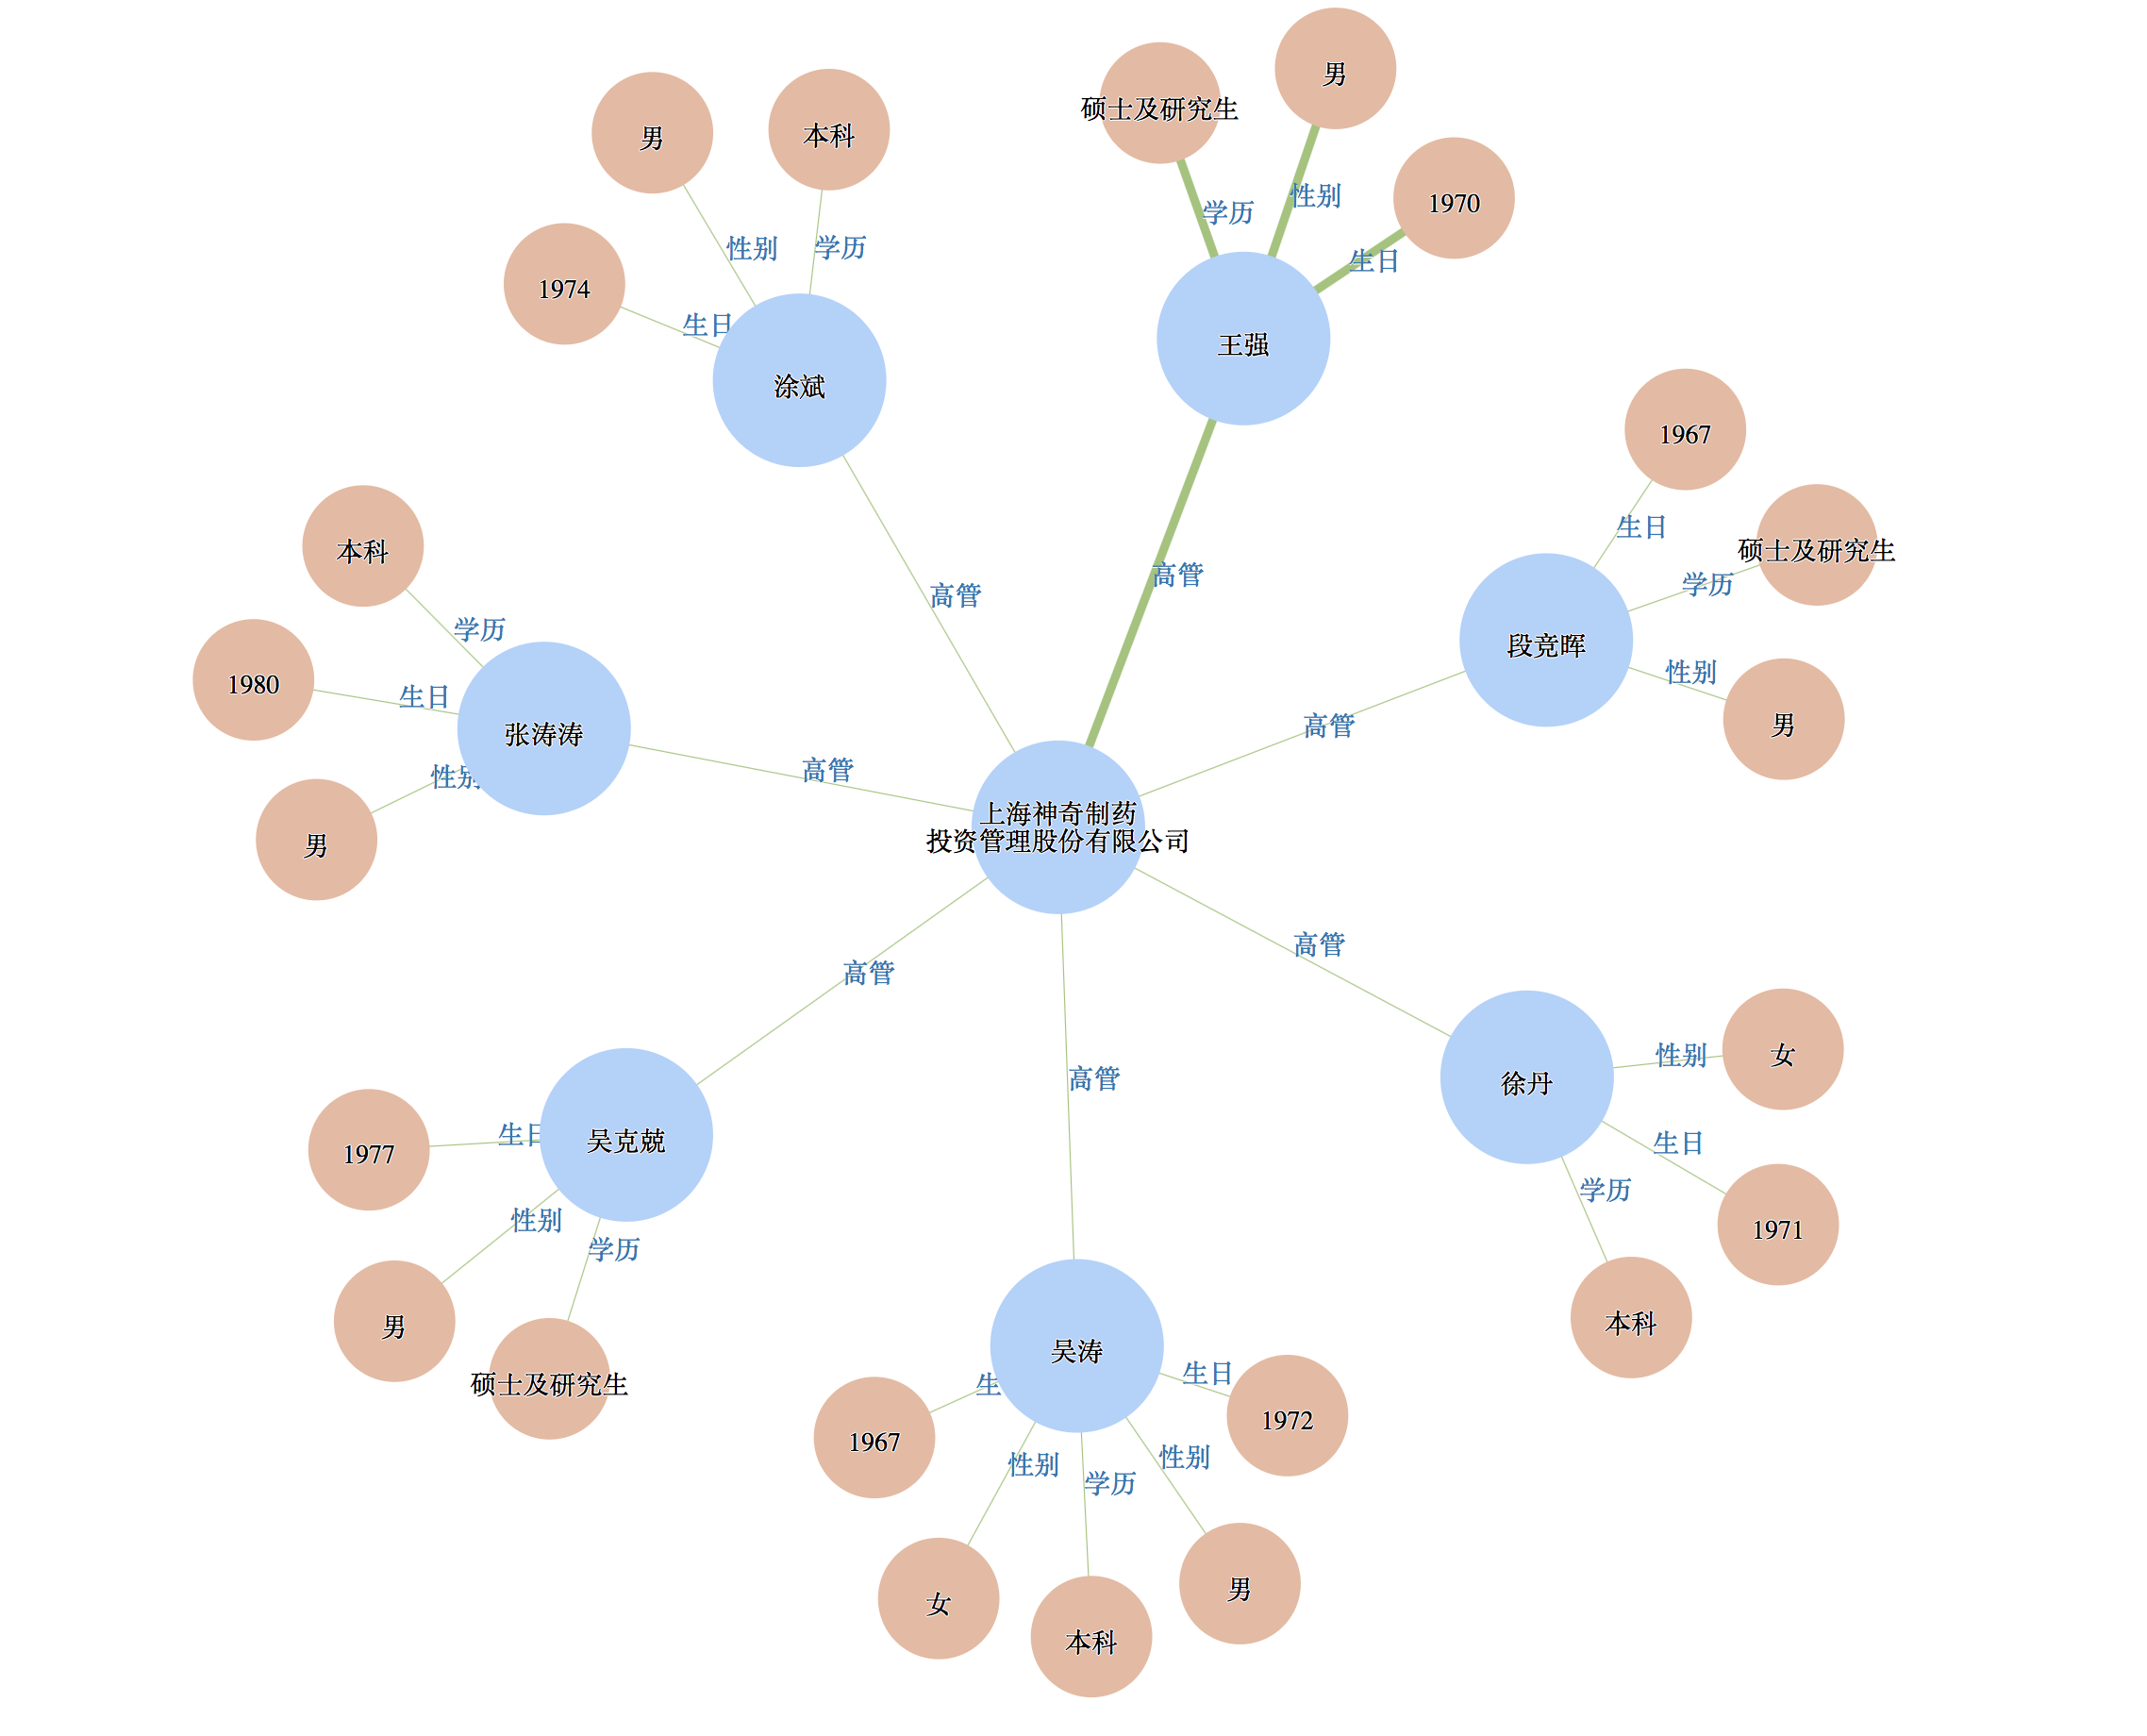 男
硕士及研究生
男
本科
1970
学历
性别
性别
学历
生日
1974
生日
王强
涂斌
1967
生日
本科
硕士及研究生
高管
学历
高管
学历
段竞晖
性别
1980
生日
男
高管
张涛涛
高管
性别
上海神奇制药
投资管理股份有限公司
男
高管
高管
女
性别
高管
徐丹
生日
吴克兢
1977
生日
学历
性别
1971
学历
本科
男
吴涛
生日
硕士及研究生
生
1972
1967
性别
性别
学历
男
女
本科